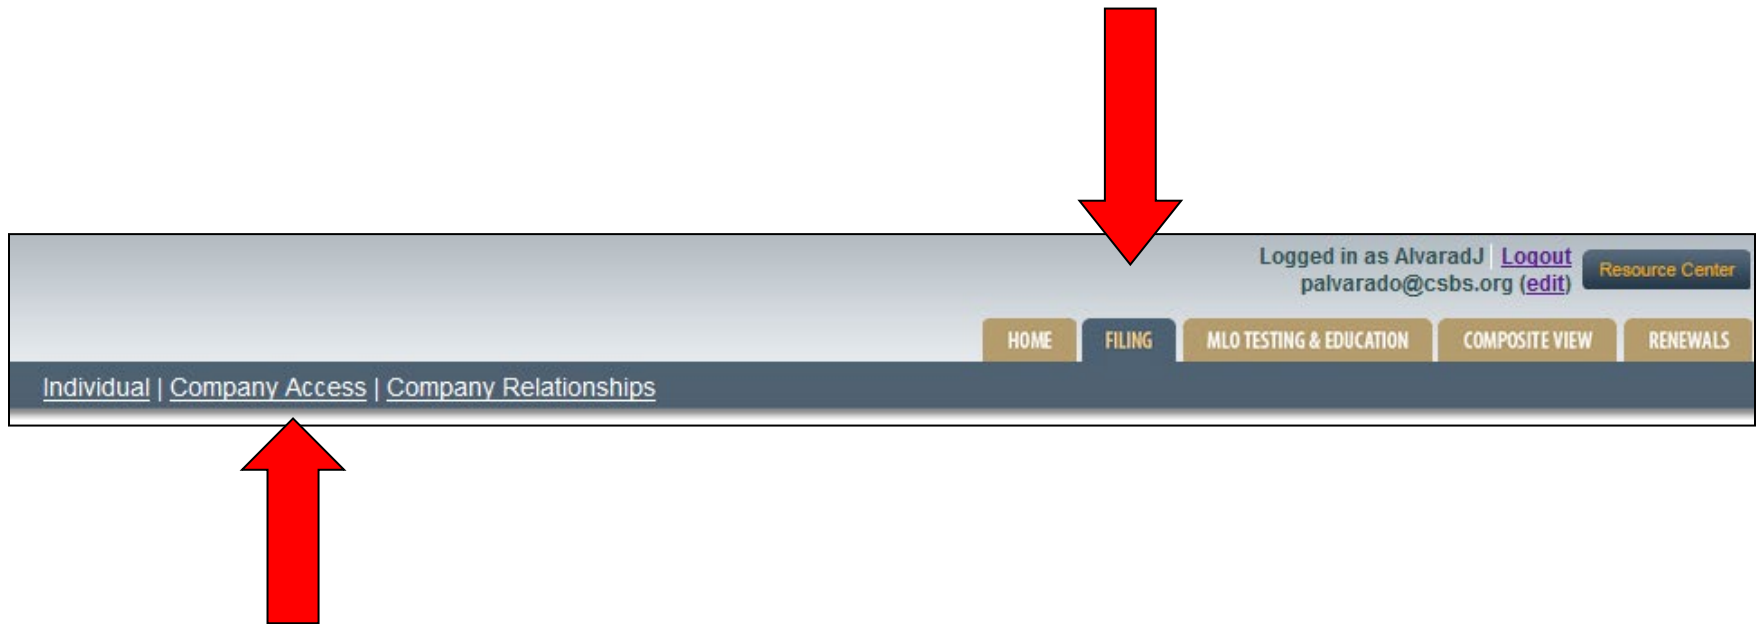 Logged in as AlvaradJ | Logout
palvarado@csbs.org (edit)
Resource Center
HOME FILING MLO TESTING & EDUCATION COMPOSITE VIEW RENEWALS
Individual | Company Access | Company Relationships